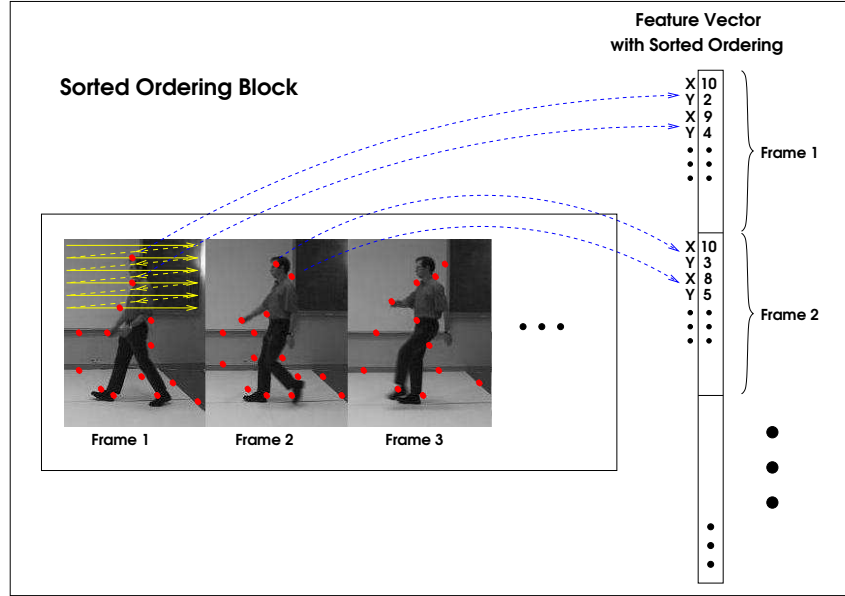 Feature Vector
with Sorted Ordering
Sorted Ordering Block
X 10
Y 2
X 9
Y 4
Frame 1
X 10
Y 3
X 8
Y 5
Frame 2
Frame 1
Frame 2
Frame 3